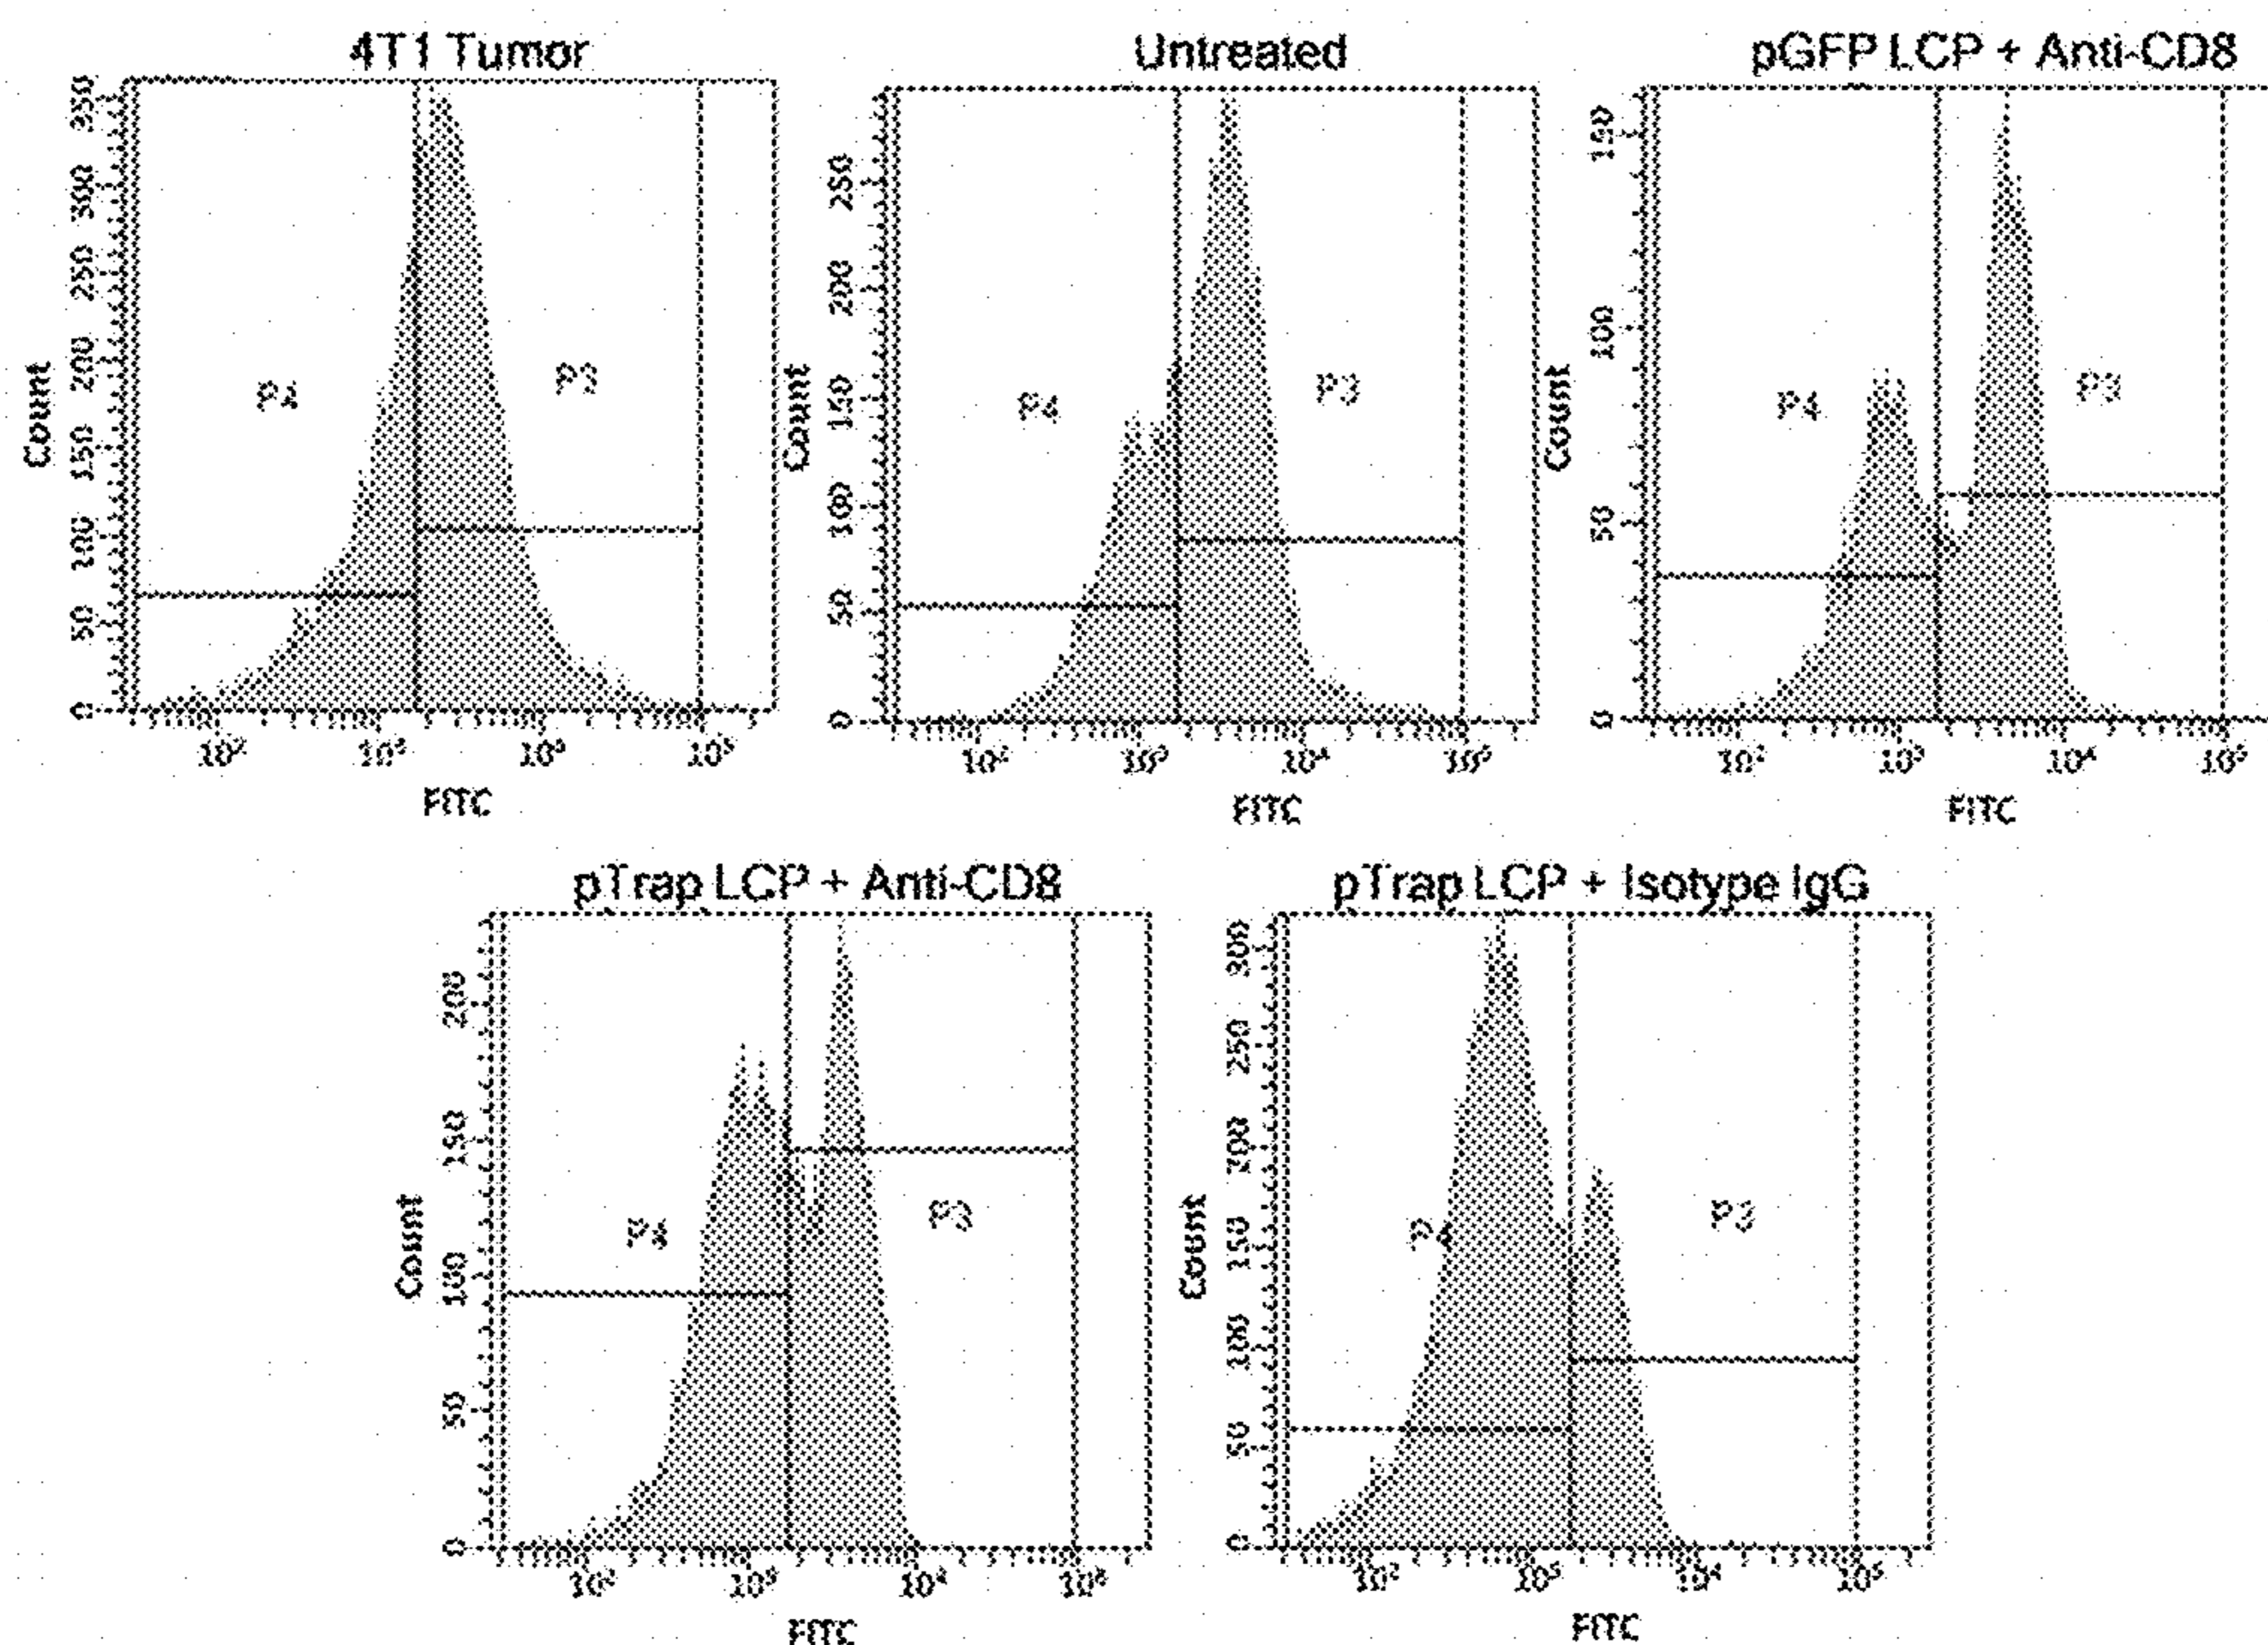 4T1 Tumor
Count
350
300
250
200
150
100
50
0
P4
P3
10² 10³ 10⁵
FITC
Untreated
Count
250
200
150
100
50
0
P4
P3
10² 10³ 10⁴ 10⁵
FITC
pGFP LCP + Anti-CD8
Count
150
100
50
0
P4
P3
10² 10³ 10⁴ 10⁵
FITC
pTrap LCP + Anti-CD8
Count
200
150
100
50
0
P4
P3
10² 10³ 10⁴
FITC
pTrap LCP + Isotype IgG
Count
300
250
200
150
100
50
0
P4
P3
10² 10⁴ 10⁵
FITC